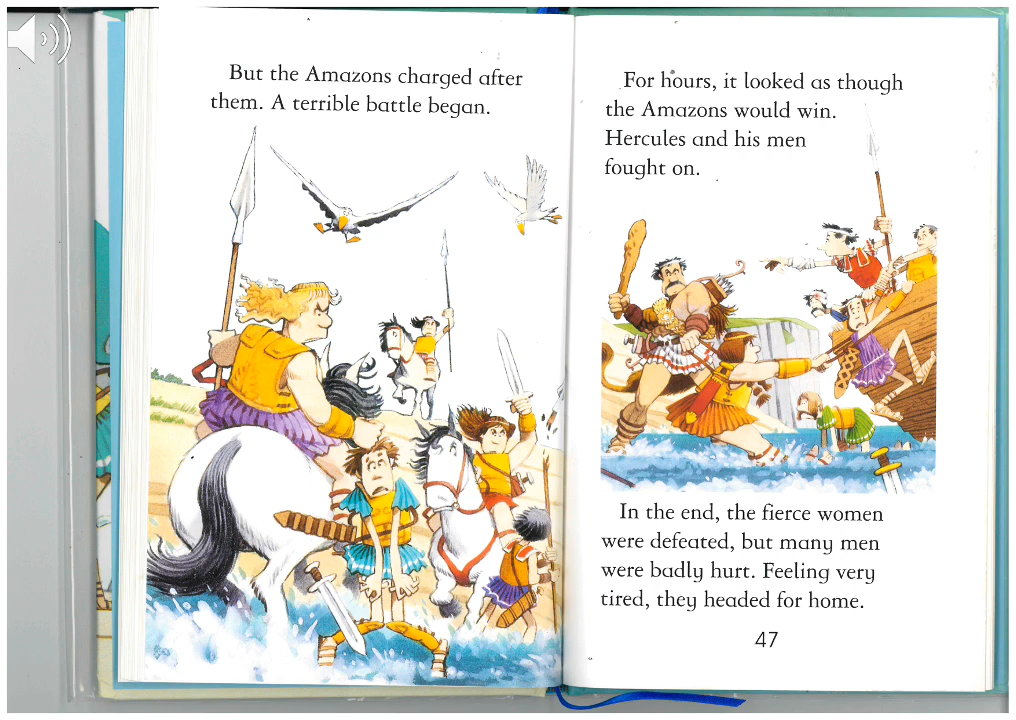 But the Amazons charged after
them. A terrible battle began.
For hours, it looked as though
the Amazons would win.
Hercules and his men
fought on.
In the end, the fierce women
were defeated, but many men
were badly hurt. Feeling very
tired, they headed for home.
47